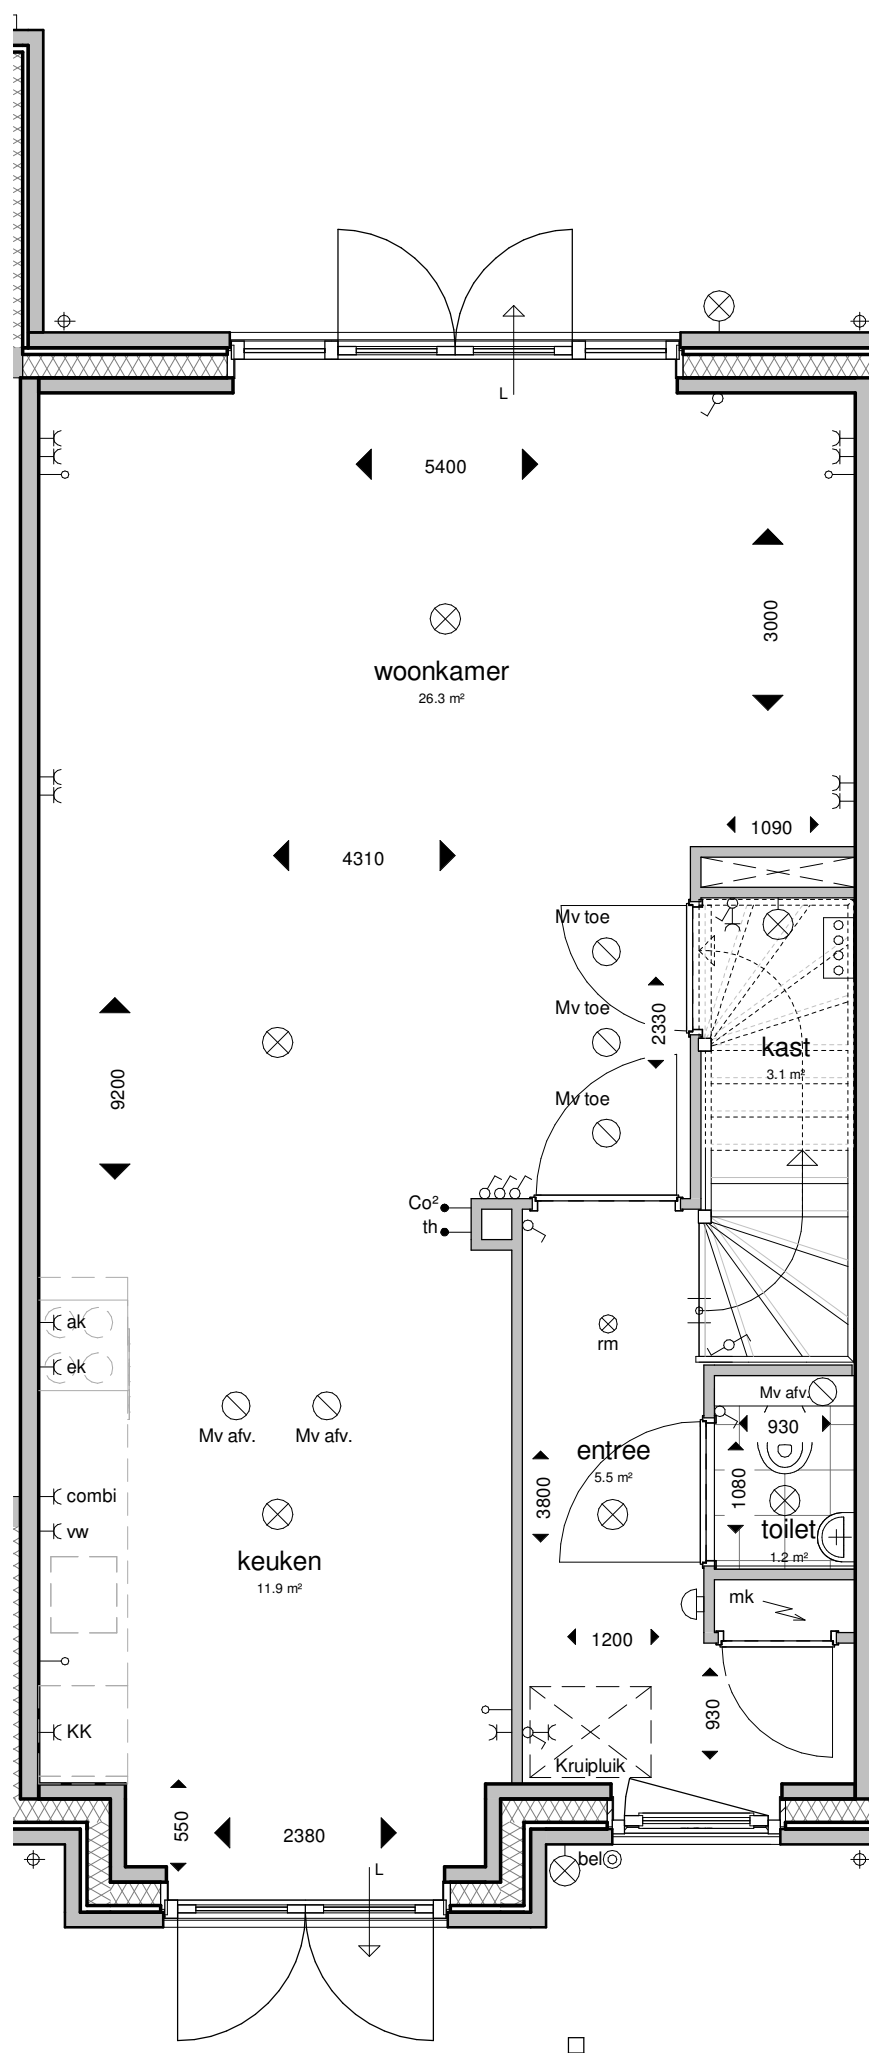 L
5400
3000
woonkamer
26.3 m²
1090
4310
Mv toe
Mv toe
2330
9200
kast
3.1 m²
Mv toe
Co²
th
ak
rm
ek
Mv afv.
Mv afv.
Mv afv.
930
entree
5.5 m²
1080
3800
combi
vw
toilet
1.2 m²
keuken
11.9 m²
mk
1200
930
KK
Kruipluik
550
2380
L
bel